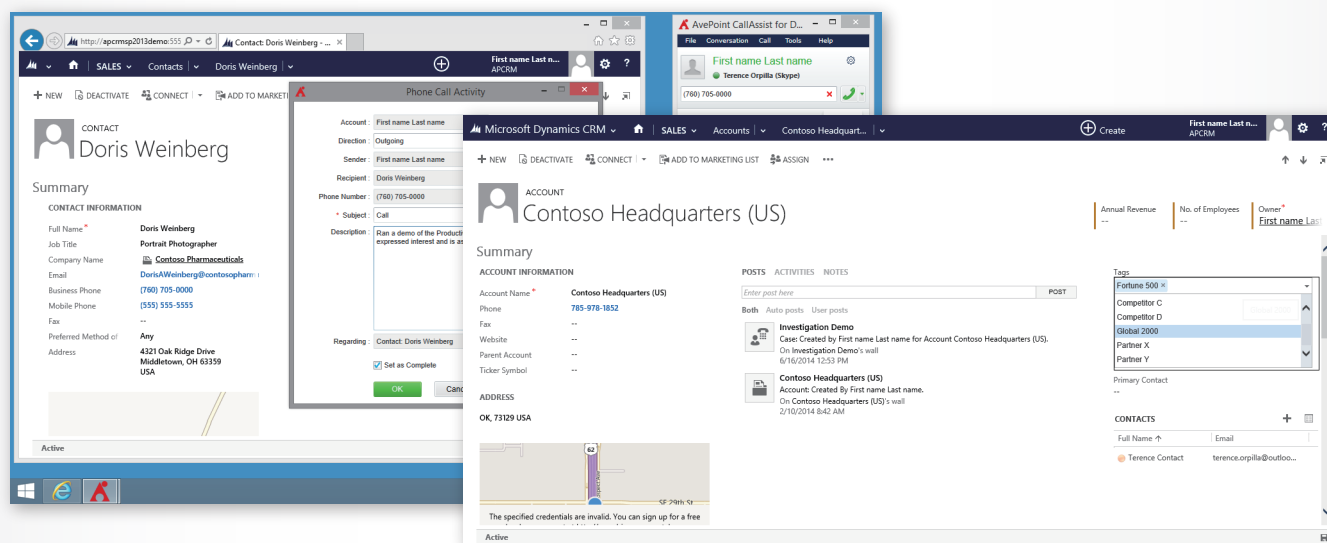 http://apcrmsp2013demo:555
Contact: Doris Weinberg - ...
SALES
Contacts
Doris Weinberg
First name Last n...
APCRM
?
NEW
DEACTIVATE
CONNECT
ADD TO MARKETI
CONTACT
Doris Weinberg
Summary
CONTACT INFORMATION
Full Name* Doris Weinberg
Job Title Portrait Photographer
Company Name Contoso Pharmaceuticals
Email DorisAWeinberg@contosopharm
Business Phone (760) 705-0000
Mobile Phone (555) 555-5555
Fax --
Preferred Method of Any
Address 4321 Oak Ridge Drive
Middletown, OH 63359
USA
Active
Phone Call Activity
Account: First name Last name
Direction: Outgoing
Sender: First name Last name
Recipient: Doris Weinberg
Phone Number: (760) 705-0000
* Subject: Call
Description: Ran a demo of the Producti
expressed interest and is as
Regarding: Contact: Doris Weinberg
Set as Complete
OK
Canc
AvePoint CallAssist for D...
File Conversation Call Tools Help
First name Last name
Terence Orpilla (Skype)
(760) 705-0000
Microsoft Dynamics CRM
SALES
Accounts
Contoso Headquart...
Create
First name Last n...
APCRM
?
NEW
DEACTIVATE
CONNECT
ADD TO MARKETING LIST
ASSIGN
...
ACCOUNT
Contoso Headquarters (US)
Annual Revenue
--
No. of Employees
--
Owner*
First name Las
Summary
ACCOUNT INFORMATION
Account Name* Contoso Headquarters (US)
Phone 785-978-1852
Fax --
Website --
Parent Account --
Ticker Symbol --
ADDRESS
OK, 73129 USA
62
SE 29th St
The specified credentials are invalid. You can sign up for a free
Active
POSTS ACTIVITIES NOTES
Enter post here
POST
Both Auto posts User posts
Investigation Demo
Case: Created by First name Last name for Account Contoso Headquarters (US).
On Investigation Demo's wall
6/16/2014 12:53 PM
Contoso Headquarters (US)
Account: Created By First name Last name.
On Contoso Headquarters (US)'s wall
2/10/2014 8:42 AM
Tags
Fortune 500 ×
Competitor C
Competitor D
Global 2000
Partner X
Partner Y
Primary Contact
--
CONTACTS
Full Name Email
Terence Contact terence.orpilla@outloo...